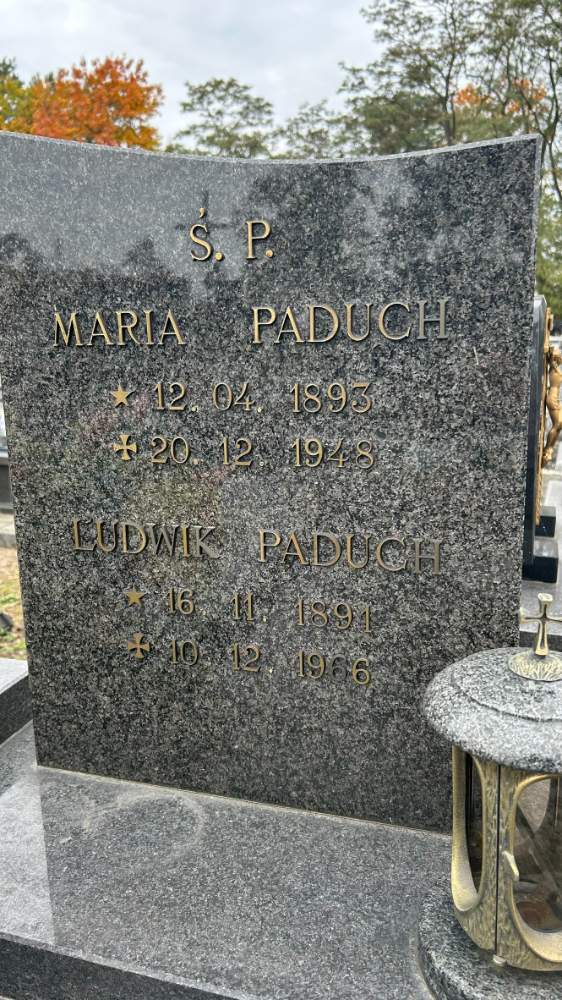 Ś. P.
MARIA PADUCH
★ 12. 04. 1893
✠ 20. 12. 1948
LUDWIK PADUCH
★ 16. 11. 1891
✠ 10. 12. 1966